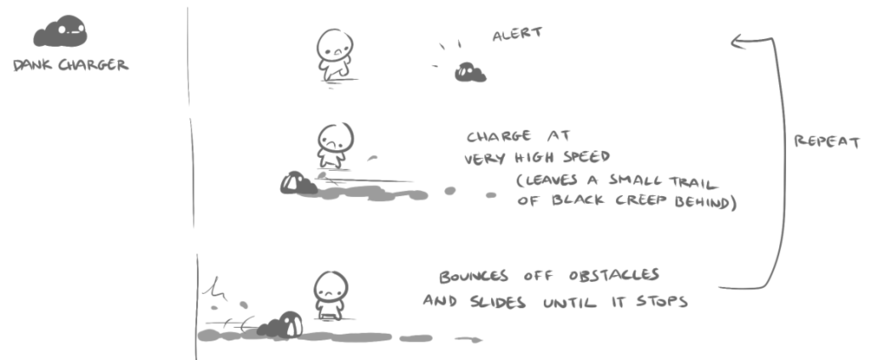 DANK CHARGER
ALERT
CHARGE AT
VERY HIGH SPEED
(LEAVES A SMALL TRAIL
OF BLACK CREEP BEHIND)
REPEAT
BOUNCES OFF OBSTACLES
AND SLIDES UNTIL IT STOPS